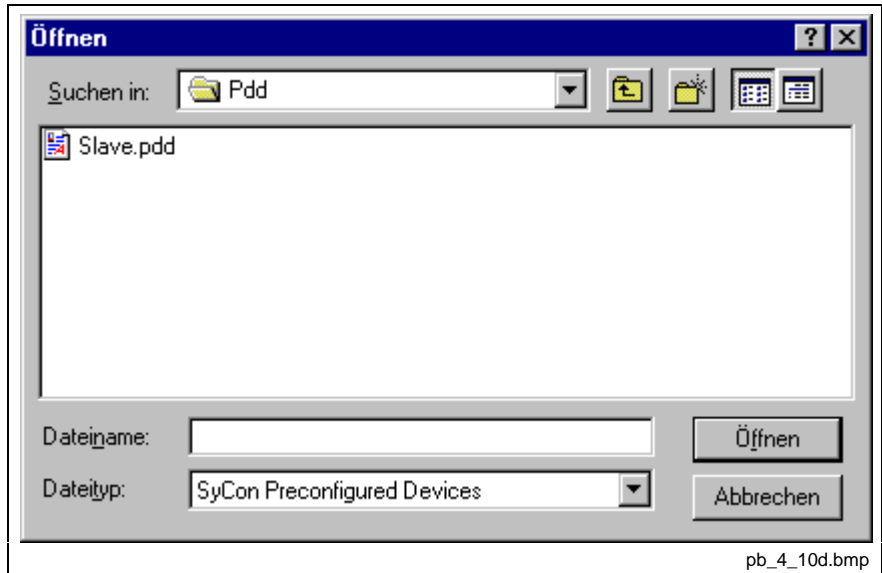 Öffnen
Suchen in: Pdd
Slave.pdd
Dateiname: Öffnen
Dateityp: SyCon Preconfigured Devices Abbrechen
pb_4_10d.bmp